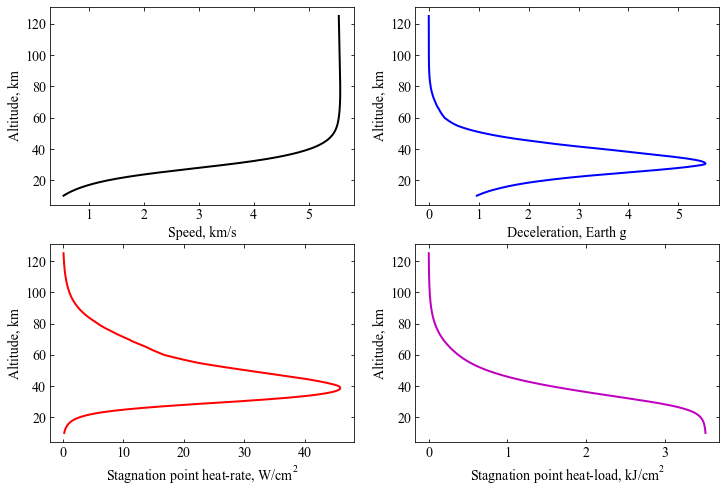 120
100
80
60
40
20
Altitude, km
1 2 3 4 5
Speed, km/s
120
100
80
60
40
20
Altitude, km
0 1 2 3 4 5
Deceleration, Earth g
120
100
80
60
40
20
Altitude, km
0 10 20 30 40
Stagnation point heat-rate, W/cm²
120
100
80
60
40
20
Altitude, km
0 1 2 3
Stagnation point heat-load, kJ/cm²